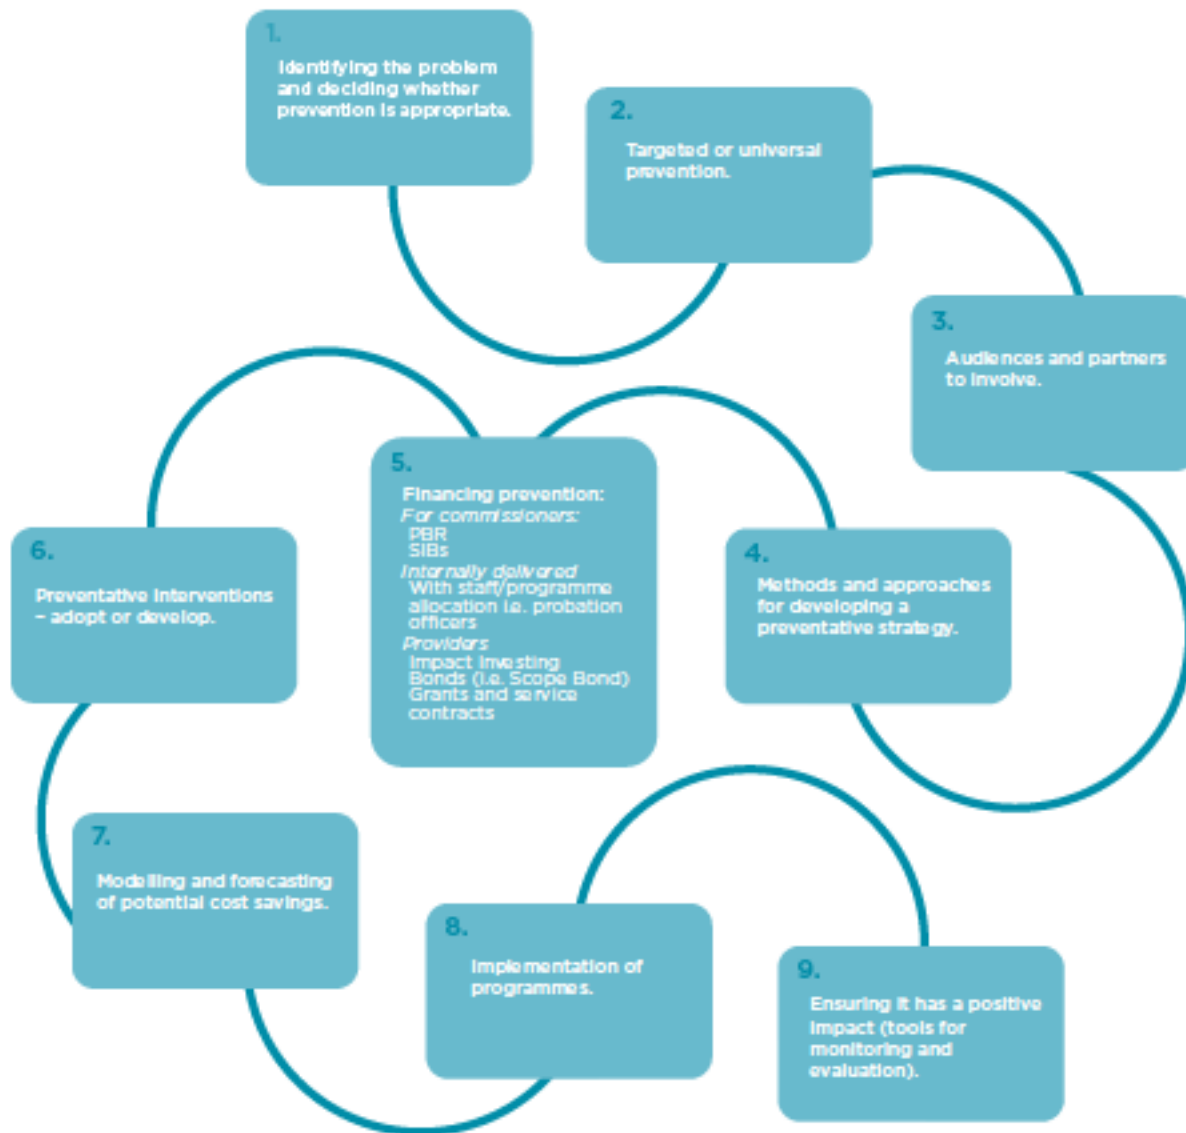 1.
Identifying the problem
and deciding whether
prevention is appropriate.
2.
Targeted or universal
prevention.
3.
Audiences and partners
to involve.
4.
Methods and approaches
for developing a
preventative strategy.
5.
Financing prevention:
For commissioners:
PBR
SIBs
Internally delivered
With staff/programme
allocation i.e. probation
officers
Providers
Impact Investing
Bonds (i.e. Scope Bond)
Grants and service
contracts
6.
Preventative interventions
– adopt or develop.
7.
Modelling and forecasting
of potential cost savings.
8.
Implementation of
programmes.
9.
Ensuring it has a positive
impact (tools for
monitoring and
evaluation).